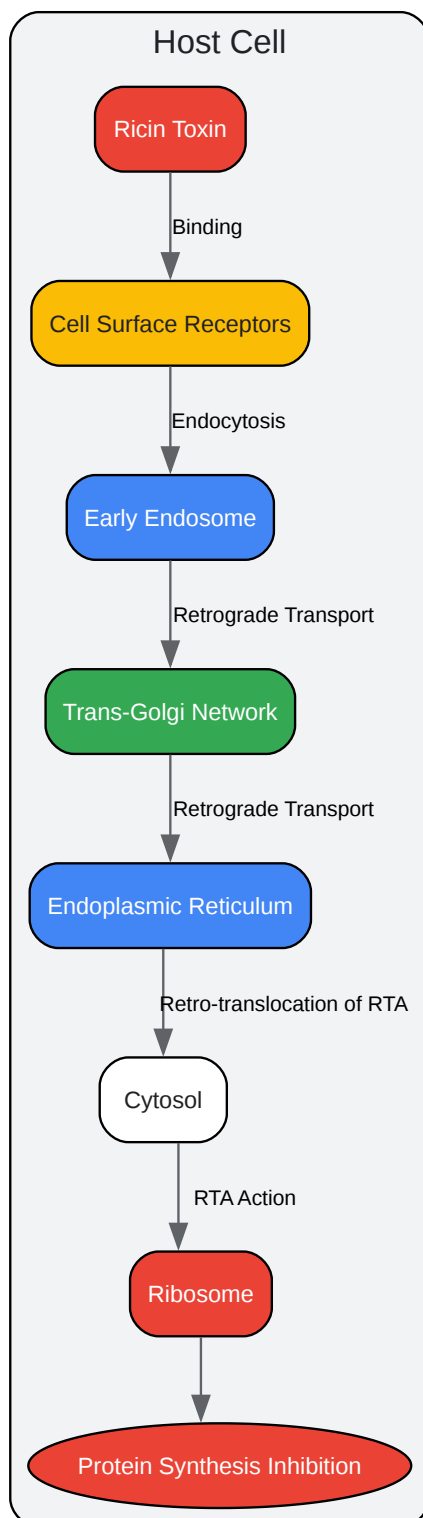 Host Cell
Ricin Toxin
Binding
Cell Surface Receptors
Endocytosis
Early Endosome
Retrograde Transport
Trans-Golgi Network
Retrograde Transport
Endoplasmic Reticulum
Retro-translocation of RTA
Cytosol
RTA Action
Ribosome
Protein Synthesis Inhibition